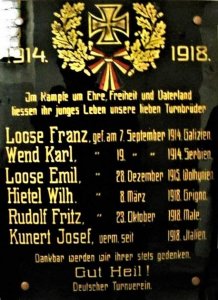 1914. 1918.
Im Kampfe um Ehre, Freiheit und Vaterland
liessen ihr junges Leben unsere lieben Turnbrüder
Loose Franz, gef. am 7. September 1914 Galizien
Wend Karl, " 19. " " 1914. Serbien.
Loose Emil, " 28. Dezember 1915 Wolhynien
Hietel Wilh. " 8. März 1918. Grigno.
Rudolf Fritz, " 23. Oktober 1918. Male.
Kunert Josef, verm. seit 1918. Italien.
Dankbar werden wir ihrer stets gedenken.
Gut Heil!
Deutscher Turnverein.